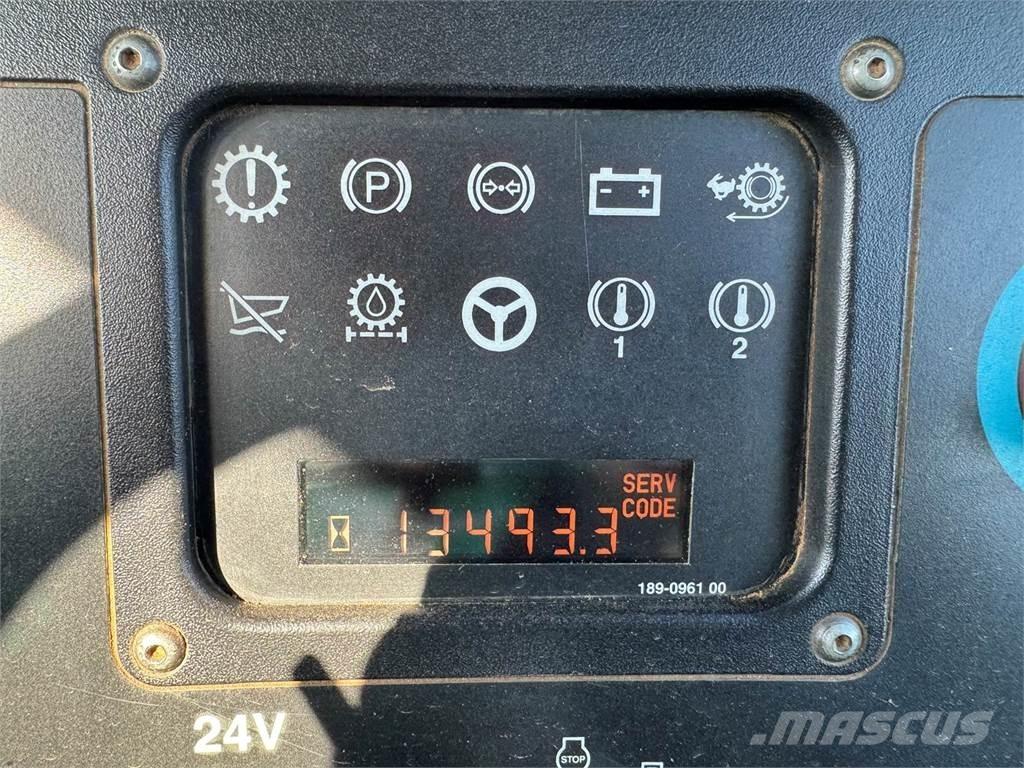 P
1 2
SERV
CODE
13493.3
189-0961 00
24V
STOP
MASCUS